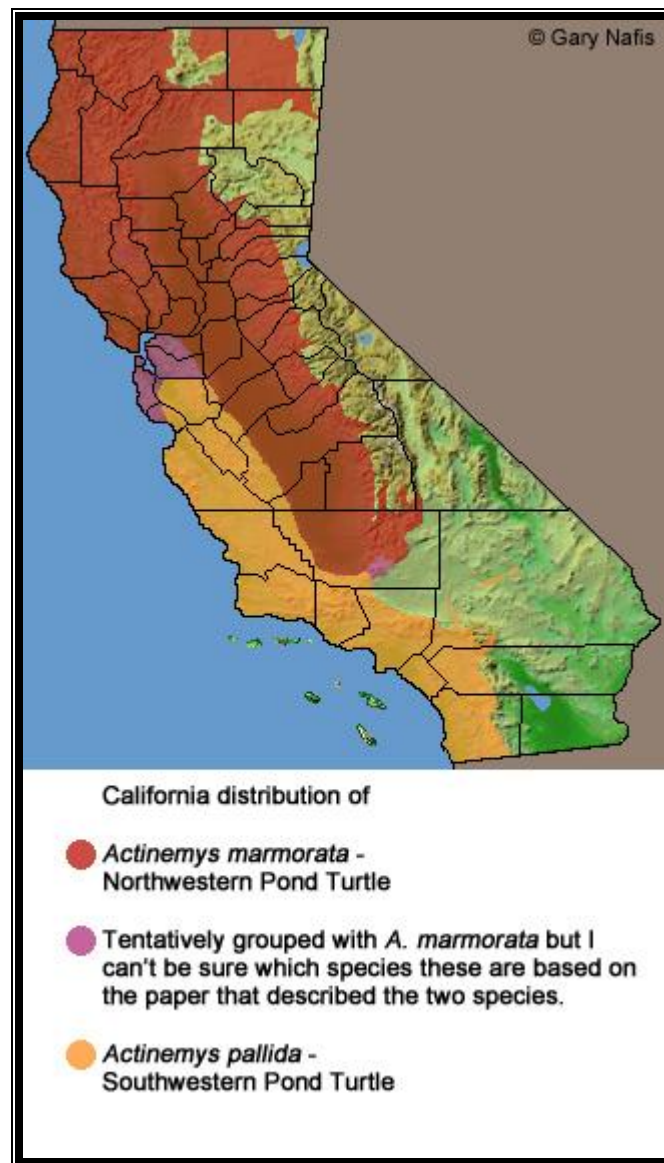 © Gary Nafis
California distribution of
Actinemys marmorata -
Northwestern Pond Turtle
Tentatively grouped with A. marmorata but I
can't be sure which species these are based on
the paper that described the two species.
Actinemys pallida -
Southwestern Pond Turtle